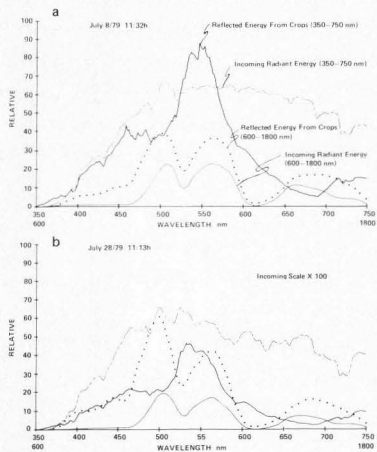 a
July 8/79 11:32h
Reflected Energy From Crops (350–750 nm)
Incoming Radiant Energy (350–750 nm)
Reflected Energy From Crops
(600–1800 nm)
Incoming Radiant Energy
(600–1800 nm)
RELATIVE
100
90
80
70
60
50
40
30
20
10
0
350 400 450 500 55 600 650 700 750
600 1800
WAVELENGTH nm
b
July 28/79 11:13h
Incoming Scale X 100
RELATIVE
100
90
80
70
60
50
40
30
20
10
0
350 400 450 500 55 600 650 700 750
600 1800
WAVELENGTH nm